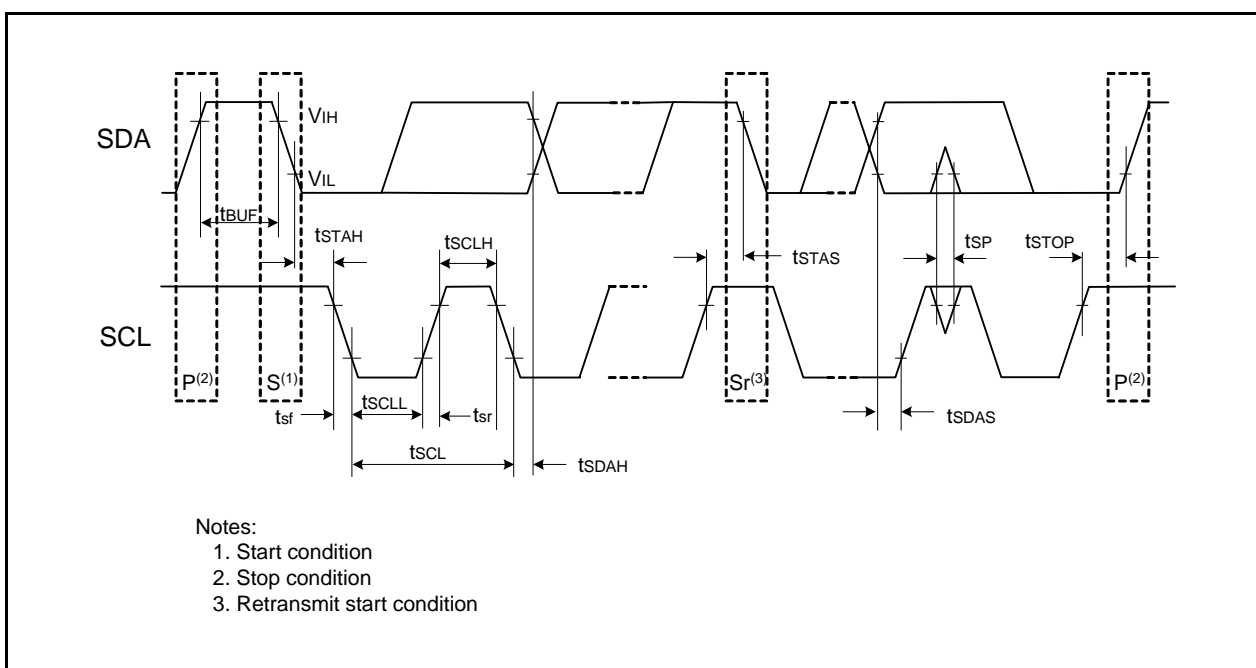 SDA
VIH
VIL
tBUF
tSTAH
tSCLH
tSTAS
tSP
tSTOP
SCL
P(2)
S(1)
Sr(3)
P(2)
tsf
tSCLL
tsr
tSDAS
tSCL
tSDAH
Notes:
1. Start condition
2. Stop condition
3. Retransmit start condition